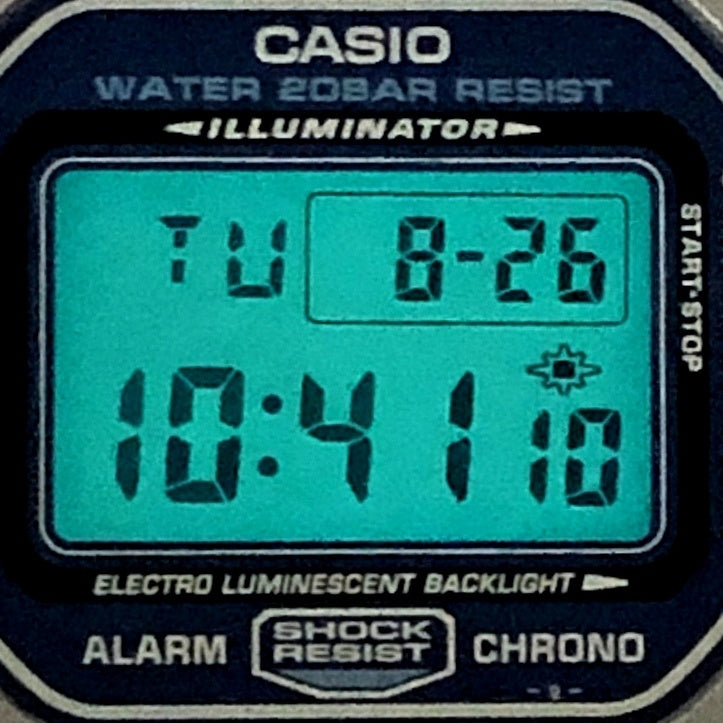 CASIO
WATER 20BAR RESIST
ILLUMINATOR
TU 8-26
START·STOP
10:41 10
ELECTRO LUMINESCENT BACKLIGHT
ALARM SHOCK RESIST CHRONO